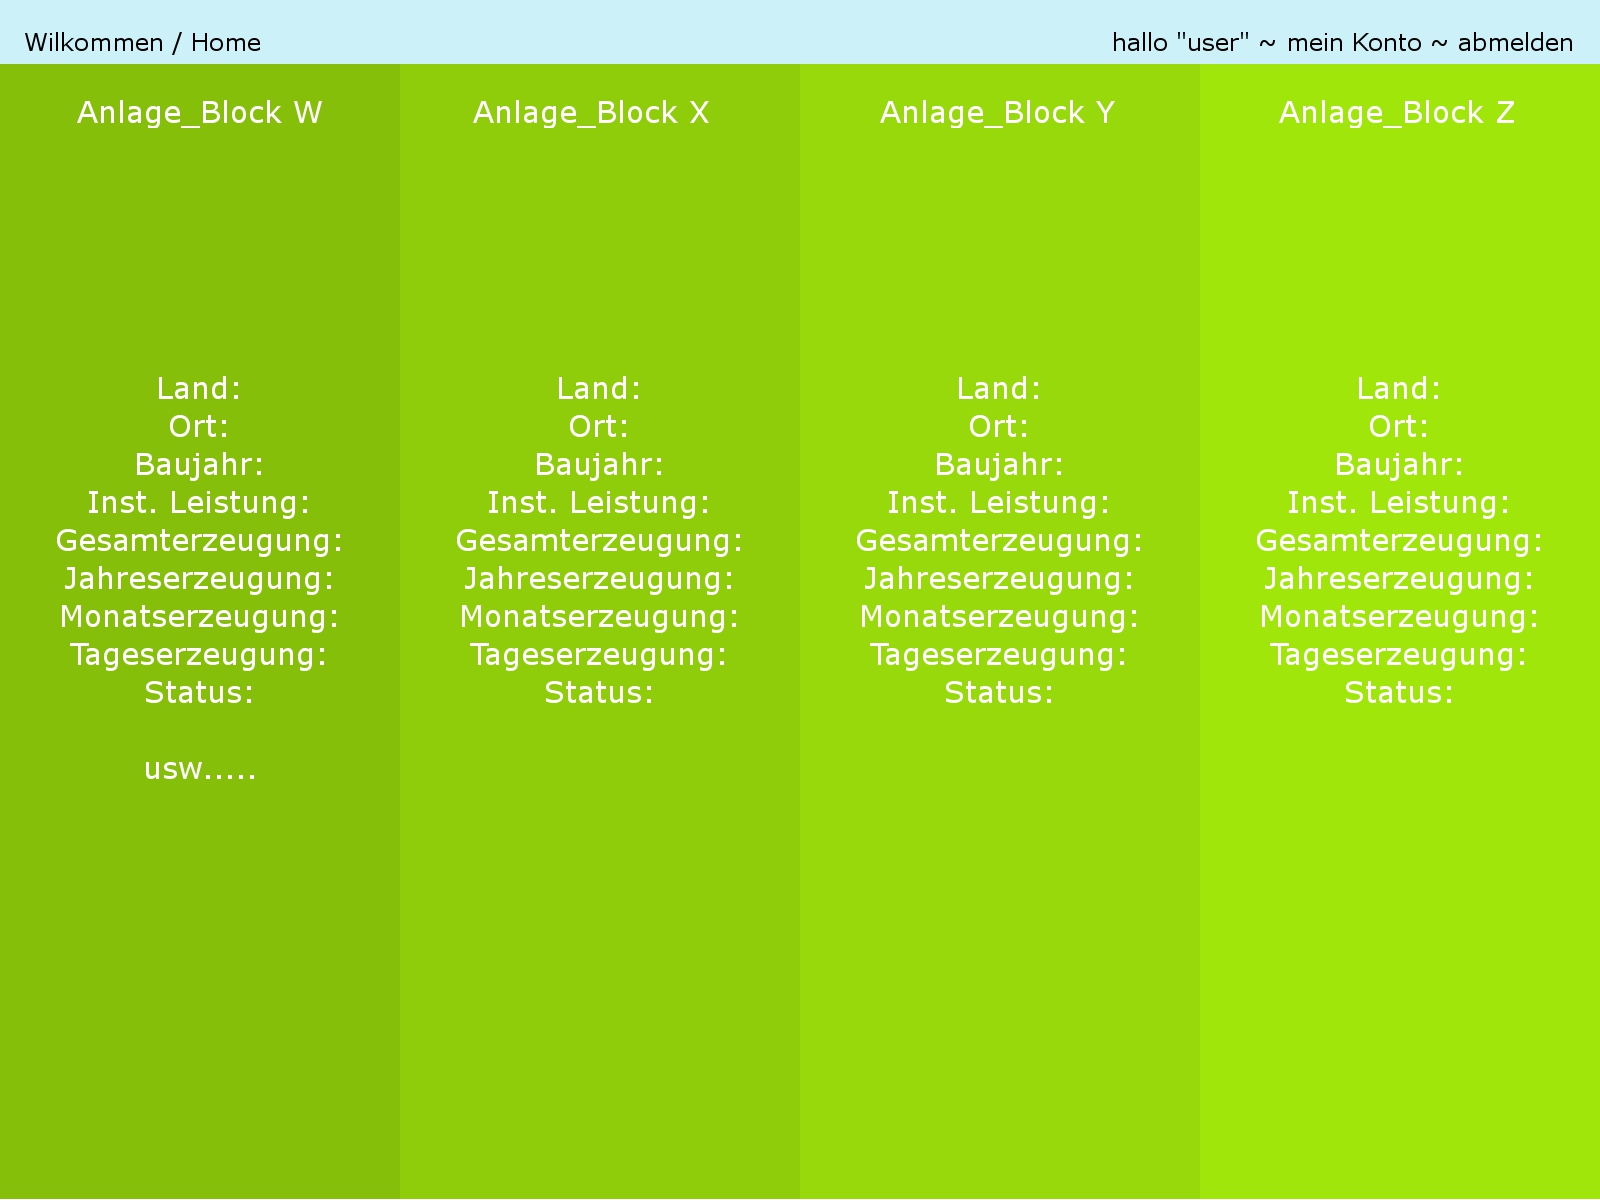 Wilkommen / Home
hallo "user" ~ mein Konto ~ abmelden
Anlage_Block W
Land:
Ort:
Baujahr:
Inst. Leistung:
Gesamterzeugung:
Jahreserzeugung:
Monatserzeugung:
Tageserzeugung:
Status:
usw.....
Anlage_Block X
Land:
Ort:
Baujahr:
Inst. Leistung:
Gesamterzeugung:
Jahreserzeugung:
Monatserzeugung:
Tageserzeugung:
Status:
Anlage_Block Y
Land:
Ort:
Baujahr:
Inst. Leistung:
Gesamterzeugung:
Jahreserzeugung:
Monatserzeugung:
Tageserzeugung:
Status:
Anlage_Block Z
Land:
Ort:
Baujahr:
Inst. Leistung:
Gesamterzeugung:
Jahreserzeugung:
Monatserzeugung:
Tageserzeugung:
Status: